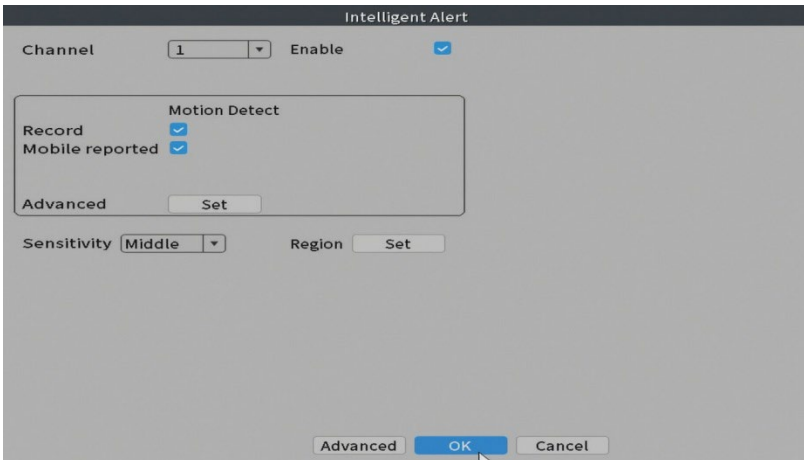 Intelligent Alert
Channel 1 Enable
Motion Detect
Record
Mobile reported
Advanced Set
Sensitivity Middle Region Set
Advanced OK Cancel